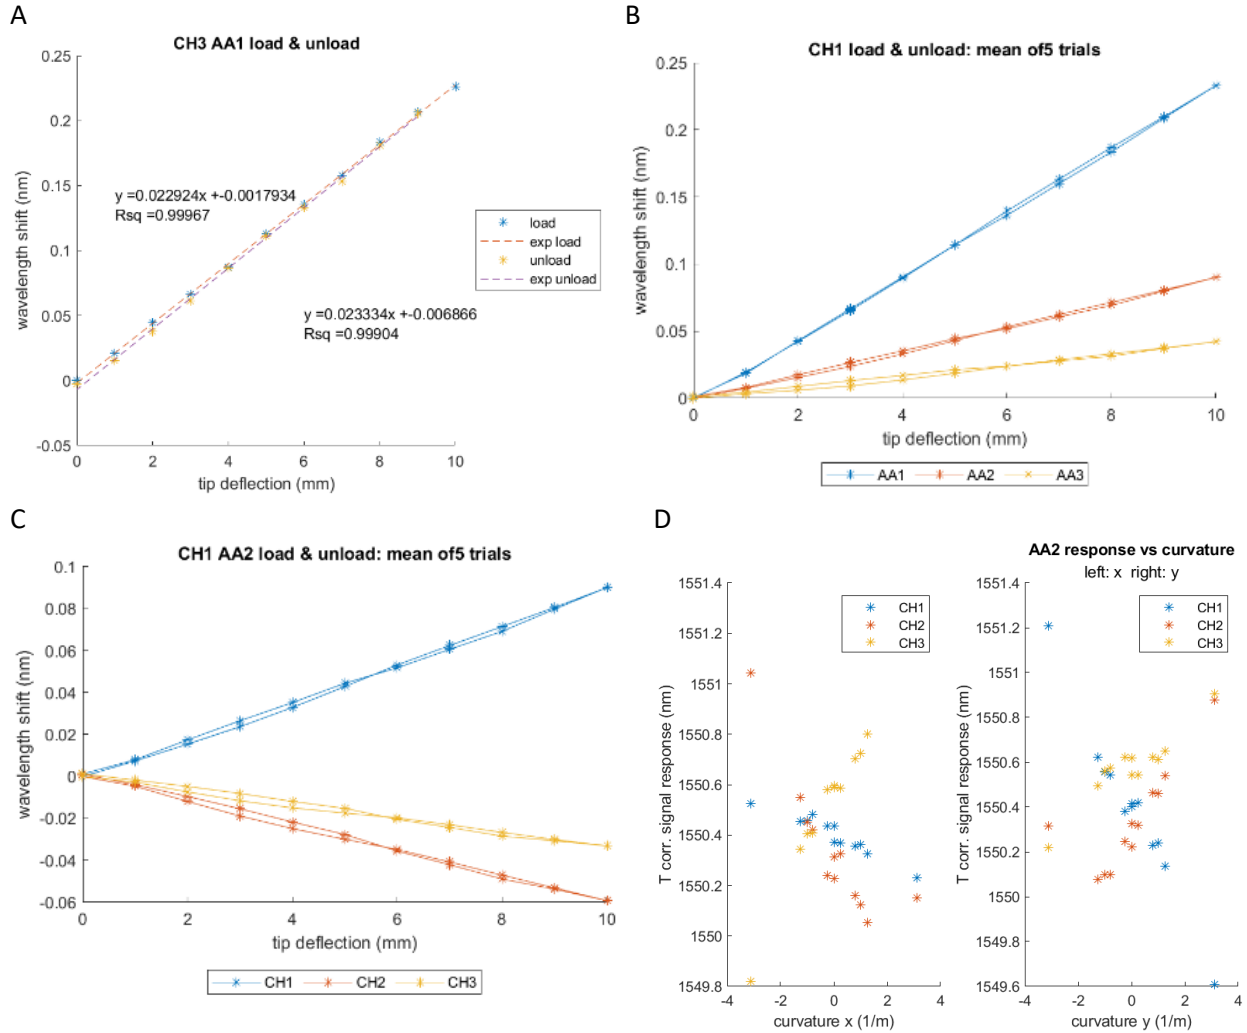 A
CH3 AA1 load & unload
0.25
0.2
0.15
0.1
0.05
0
-0.05
wavelength shift (nm)
y =0.022924x +-0.0017934
Rsq =0.99967
y =0.023334x +-0.006866
Rsq =0.99904
load
exp load
unload
exp unload
0 2 4 6 8 10
tip deflection (mm)
B
CH1 load & unload: mean of5 trials
0.25
0.2
0.15
0.1
0.05
0
wavelength shift (nm)
0 2 4 6 8 10
tip deflection (mm)
AA1 AA2 AA3
C
CH1 AA2 load & unload: mean of5 trials
0.1
0.08
0.06
0.04
0.02
0
-0.02
-0.04
-0.06
wavelength shift (nm)
0 2 4 6 8 10
tip deflection (mm)
CH1 CH2 CH3
D
AA2 response vs curvature
left: x right: y
1551.4
1551.2
1551
1550.8
1550.6
1550.4
1550.2
1550
1549.8
T corr. signal response (nm)
CH1
CH2
CH3
-4 -2 0 2 4
curvature x (1/m)
1551.4
1551.2
1551
1550.8
1550.6
1550.4
1550.2
1550
1549.8
1549.6
T corr. signal response (nm)
CH1
CH2
CH3
-4 -2 0 2 4
curvature y (1/m)